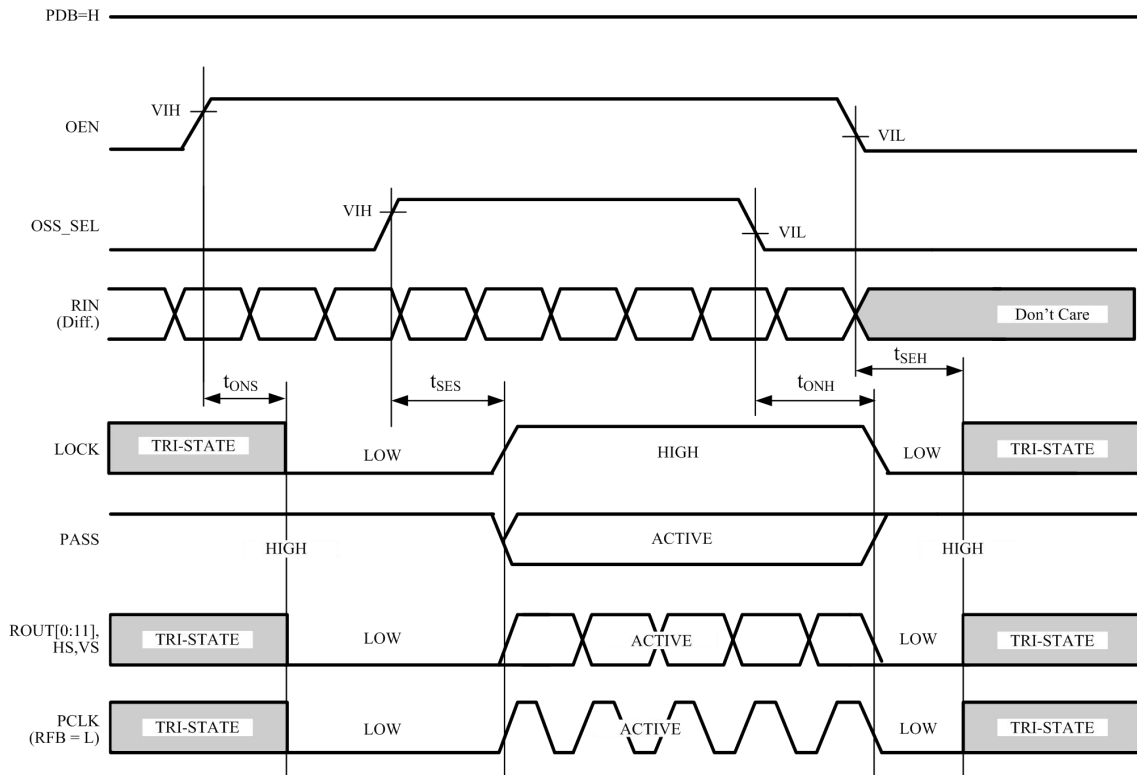 PDB=H
VIH
OEN
VIL
VIH
OSS_SEL
VIL
RIN
(Diff.)
Don't Care
tSEH
tONS
tSES
tONH
LOCK
TRI-STATE
LOW
HIGH
LOW
TRI-STATE
PASS
HIGH
ACTIVE
HIGH
ROUT[0:11],
HS,VS
TRI-STATE
LOW
ACTIVE
LOW
TRI-STATE
PCLK
(RFB = L)
TRI-STATE
LOW
ACTIVE
LOW
TRI-STATE